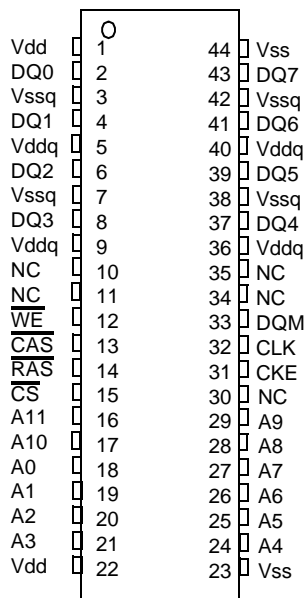 Vdd 1 44 Vss
DQ0 2 43 DQ7
Vssq 3 42 Vssq
DQ1 4 41 DQ6
Vddq 5 40 Vddq
DQ2 6 39 DQ5
Vssq 7 38 Vssq
DQ3 8 37 DQ4
Vddq 9 36 Vddq
NC 10 35 NC
NC 11 34 NC
WE 12 33 DQM
CAS 13 32 CLK
RAS 14 31 CKE
CS 15 30 NC
A11 16 29 A9
A10 17 28 A8
A0 18 27 A7
A1 19 26 A6
A2 20 25 A5
A3 21 24 A4
Vdd 22 23 Vss